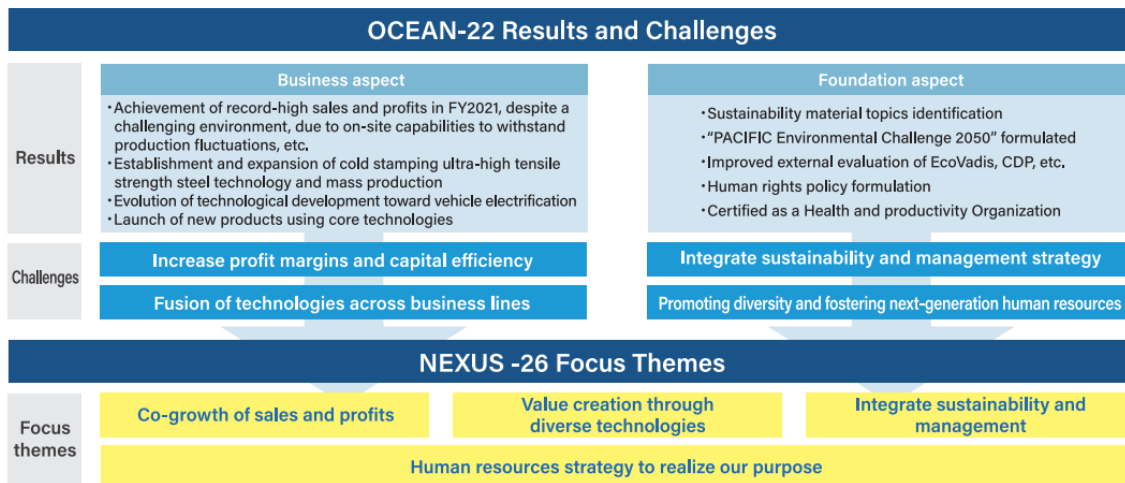 OCEAN-22 Results and Challenges
Results
Business aspect
・Achievement of record-high sales and profits in FY2021, despite a
challenging environment, due to on-site capabilities to withstand
production fluctuations, etc.
・Establishment and expansion of cold stamping ultra-high tensile
strength steel technology and mass production
・Evolution of technological development toward vehicle electrification
・Launch of new products using core technologies
Foundation aspect
・Sustainability material topics identification
・“PACIFIC Environmental Challenge 2050” formulated
・Improved external evaluation of EcoVadis, CDP, etc.
・Human rights policy formulation
・Certified as a Health and productivity Organization
Challenges
Increase profit margins and capital efficiency
Fusion of technologies across business lines
Integrate sustainability and management strategy
Promoting diversity and fostering next-generation human resources
NEXUS -26 Focus Themes
Focus
themes
Co-growth of sales and profits
Value creation through
diverse technologies
Integrate sustainability and
management
Human resources strategy to realize our purpose